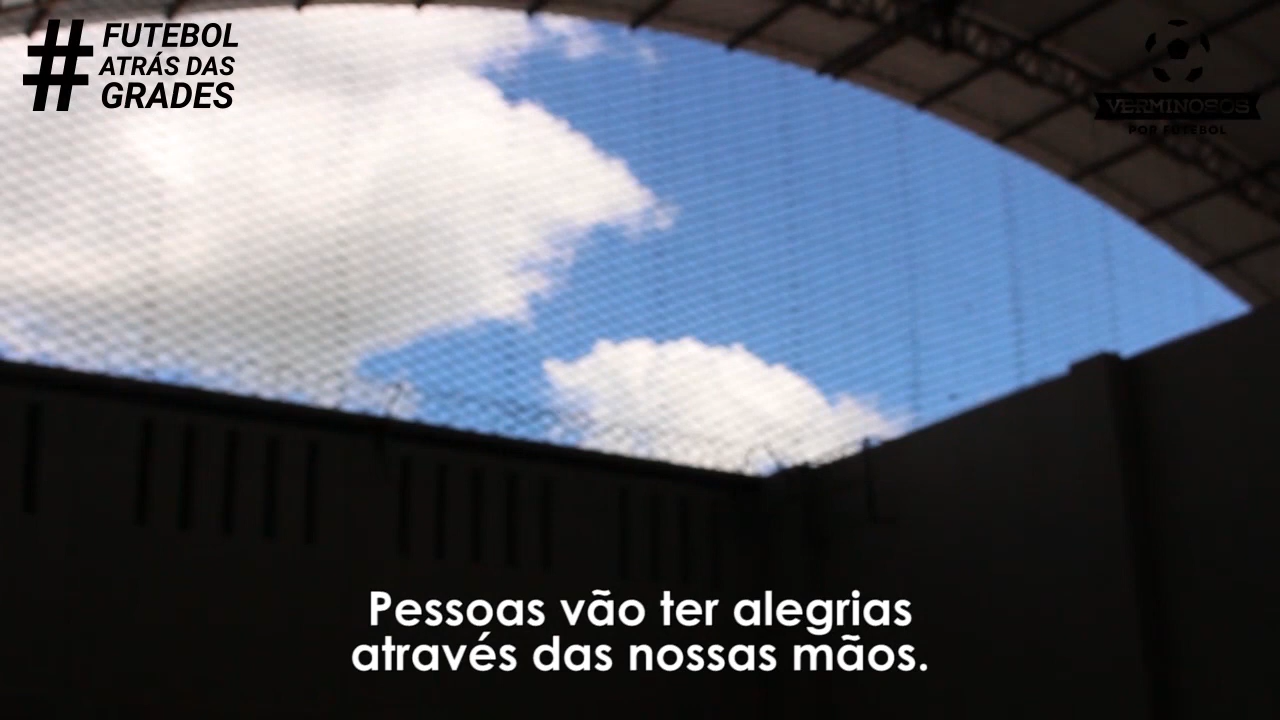 # FUTEBOL
ATRÁS DAS
GRADES
VERMINOSOS
POR FUTEBOL
Pessoas vão ter alegrias
através das nossas mãos.